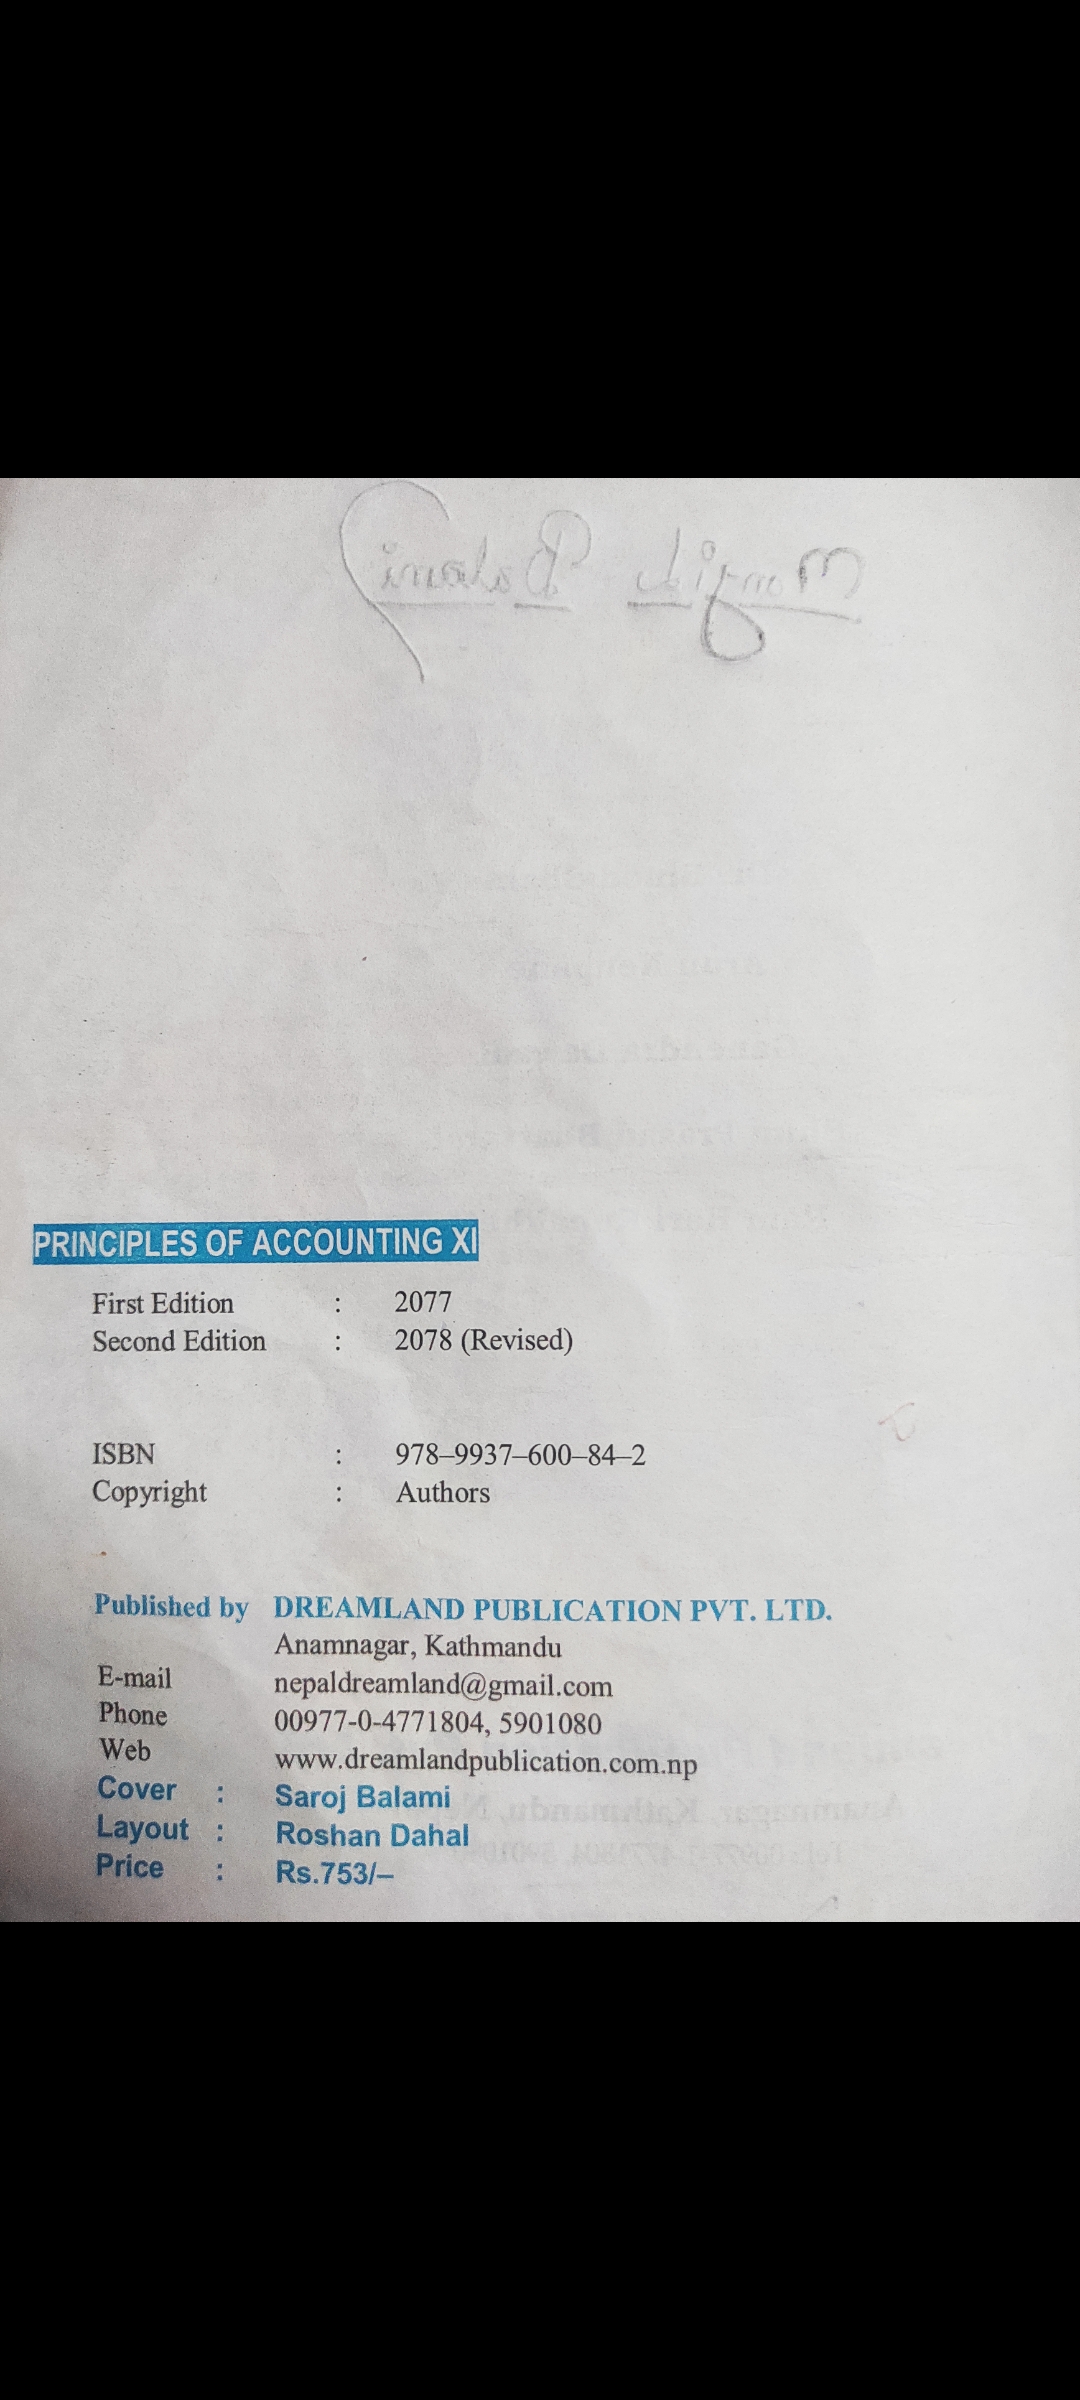 Balami
PRINCIPLES OF ACCOUNTING XI
First Edition : 2077
Second Edition : 2078 (Revised)
ISBN : 978–9937–600–84–2
Copyright : Authors
Published by DREAMLAND PUBLICATION PVT. LTD.
Anamnagar, Kathmandu
E-mail nepaldreamland@gmail.com
Phone 00977-0-4771804, 5901080
Web www.dreamlandpublication.com.np
Cover : Saroj Balami
Layout : Roshan Dahal
Price : Rs.753/–